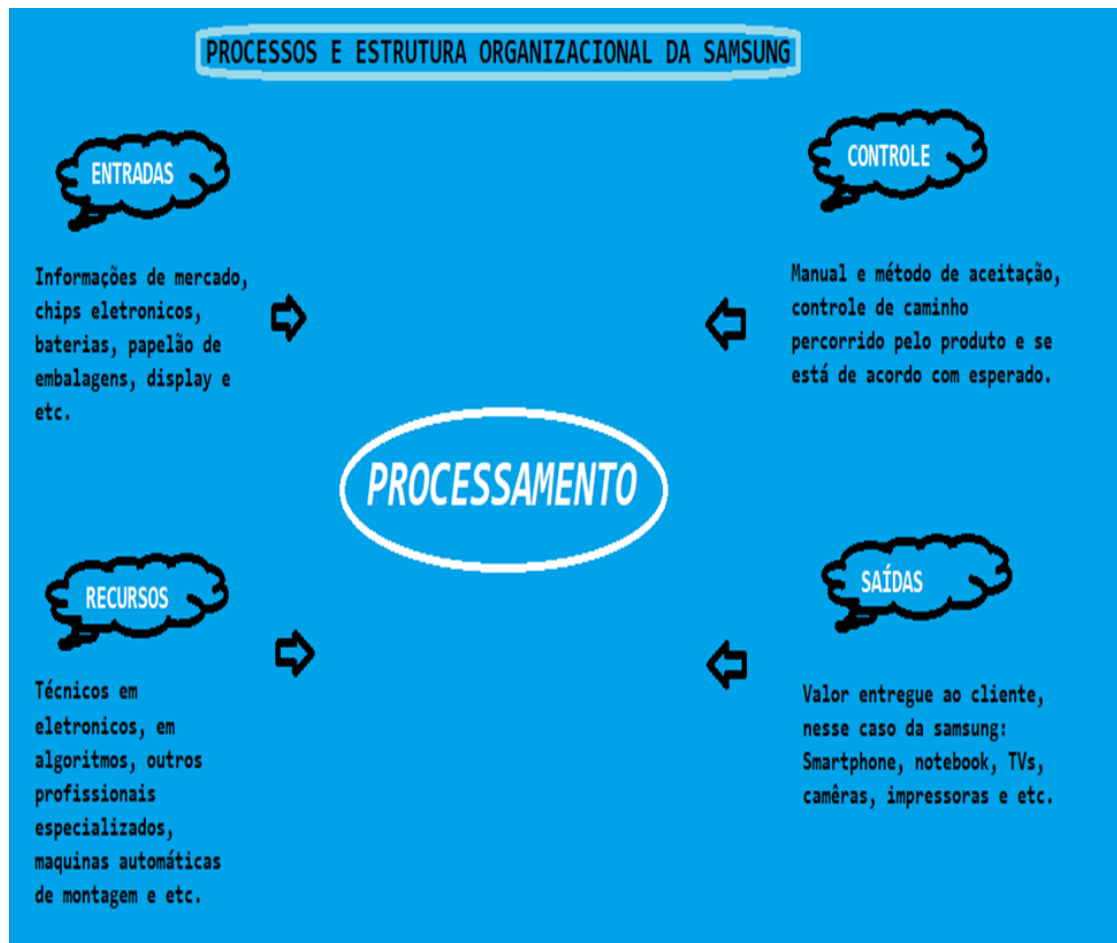 PROCESSOS E ESTRUTURA ORGANIZACIONAL DA SAMSUNG
ENTRADAS
Informações de mercado,
chips eletronicos,
baterias, papelão de
embalagens, display e
etc.
CONTROLE
Manual e método de aceitação,
controle de caminho
percorrido pelo produto e se
está de acordo com esperado.
PROCESSAMENTO
RECURSOS
Técnicos em
eletronicos, em
algoritmos, outros
profissionais
especializados,
maquinas automáticas
de montagem e etc.
SAÍDAS
Valor entregue ao cliente,
nesse caso da samsung:
Smartphone, notebook, TVs,
camêras, impressoras e etc.